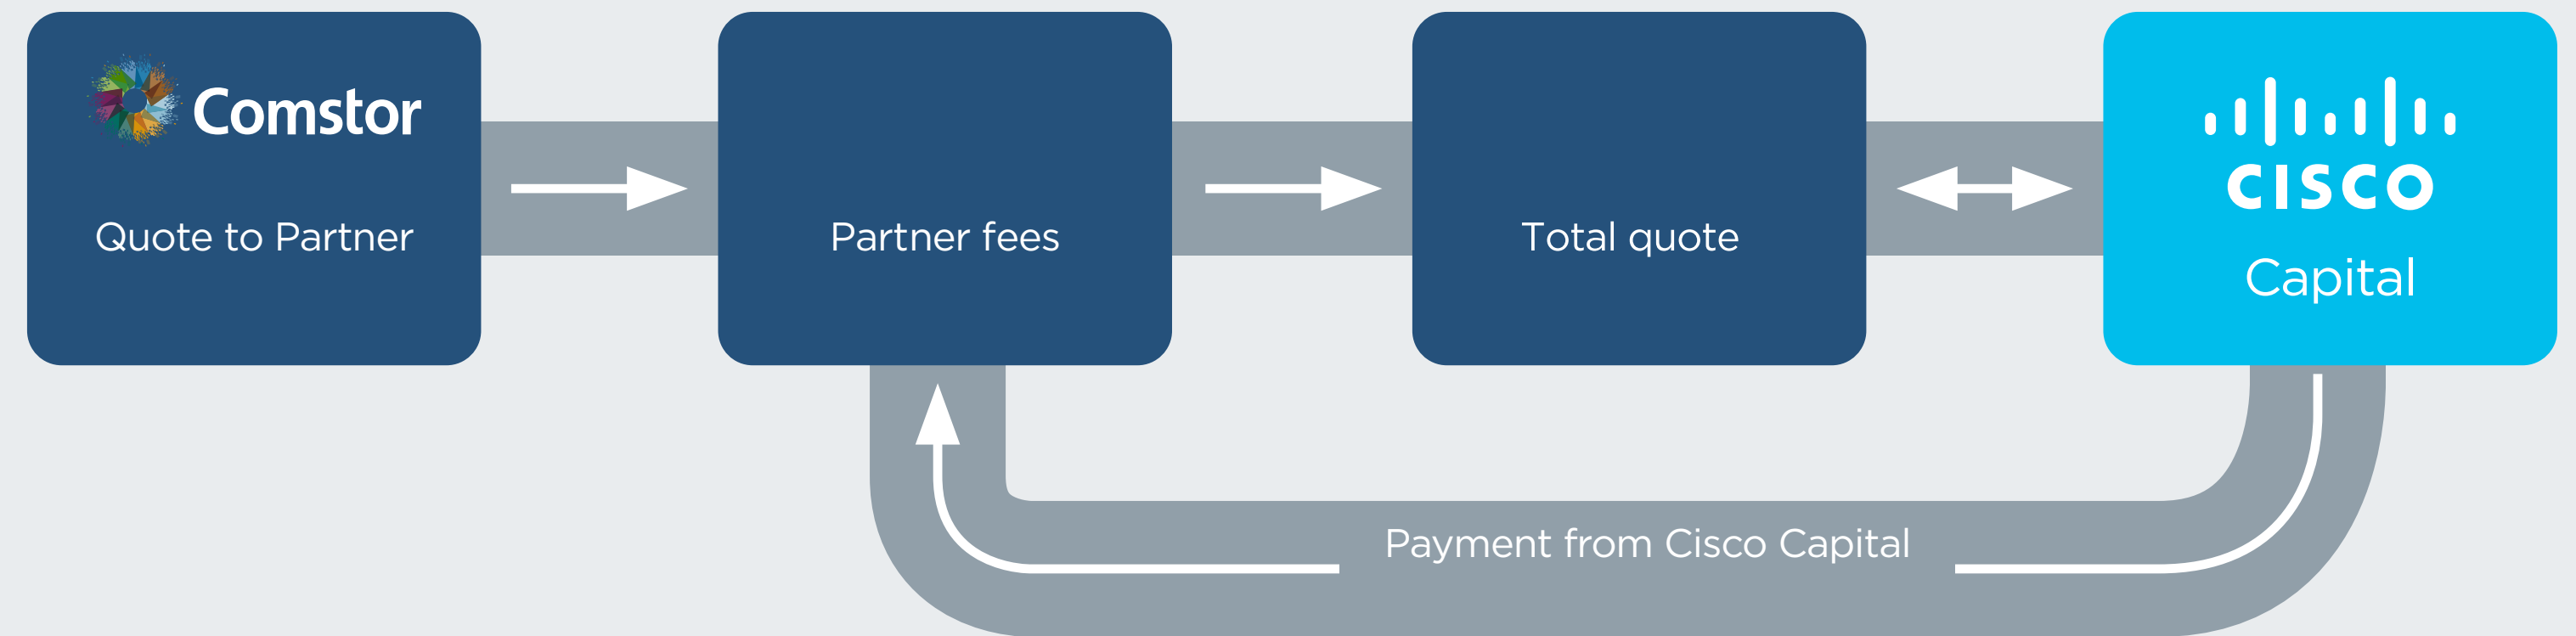 Comstor
Quote to Partner
Partner fees
Total quote
CISCO
Capital
Payment from Cisco Capital